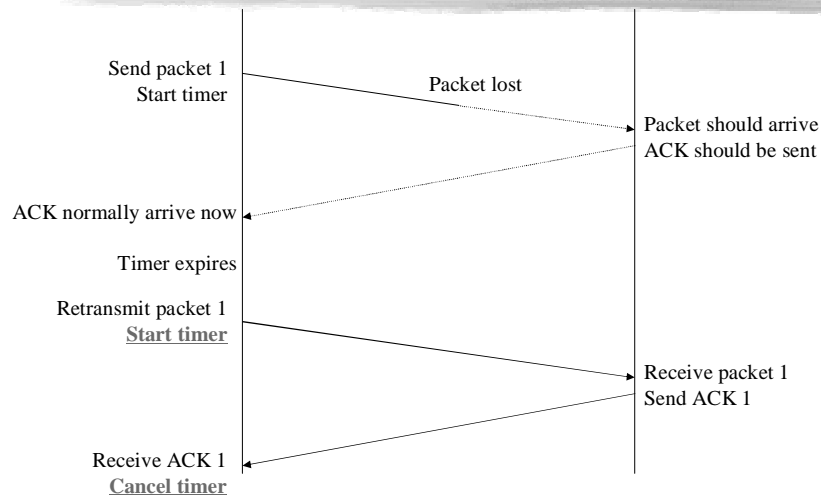 Send packet 1
Start timer
Packet lost
Packet should arrive
ACK should be sent
ACK normally arrive now
Timer expires
Retransmit packet 1
Start timer
Receive packet 1
Send ACK 1
Receive ACK 1
Cancel timer